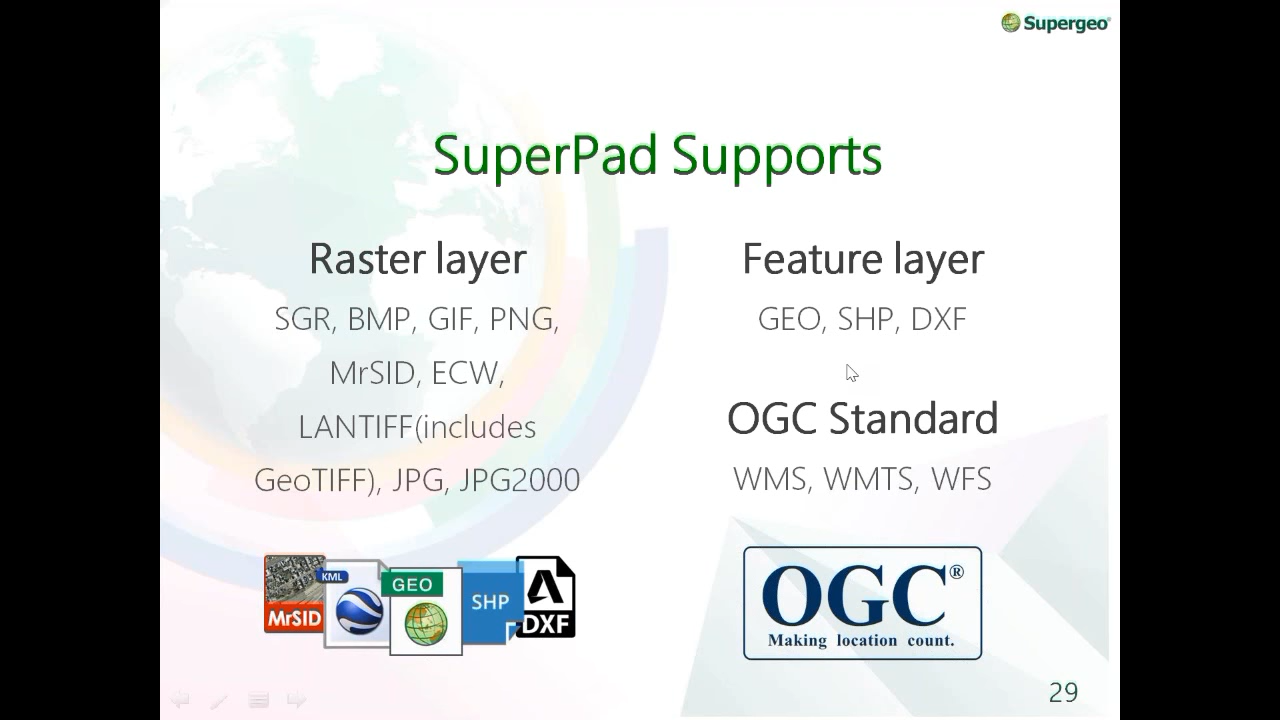 Supergeo®
SuperPad Supports
Raster layer
SGR, BMP, GIF, PNG,
MrSID, ECW,
LANTIFF(includes
GeoTIFF), JPG, JPG2000
Feature layer
GEO, SHP, DXF
OGC Standard
WMS, WMTS, WFS
MrSID
KML
GEO
SHP
DXF
OGC®
Making location count.
29